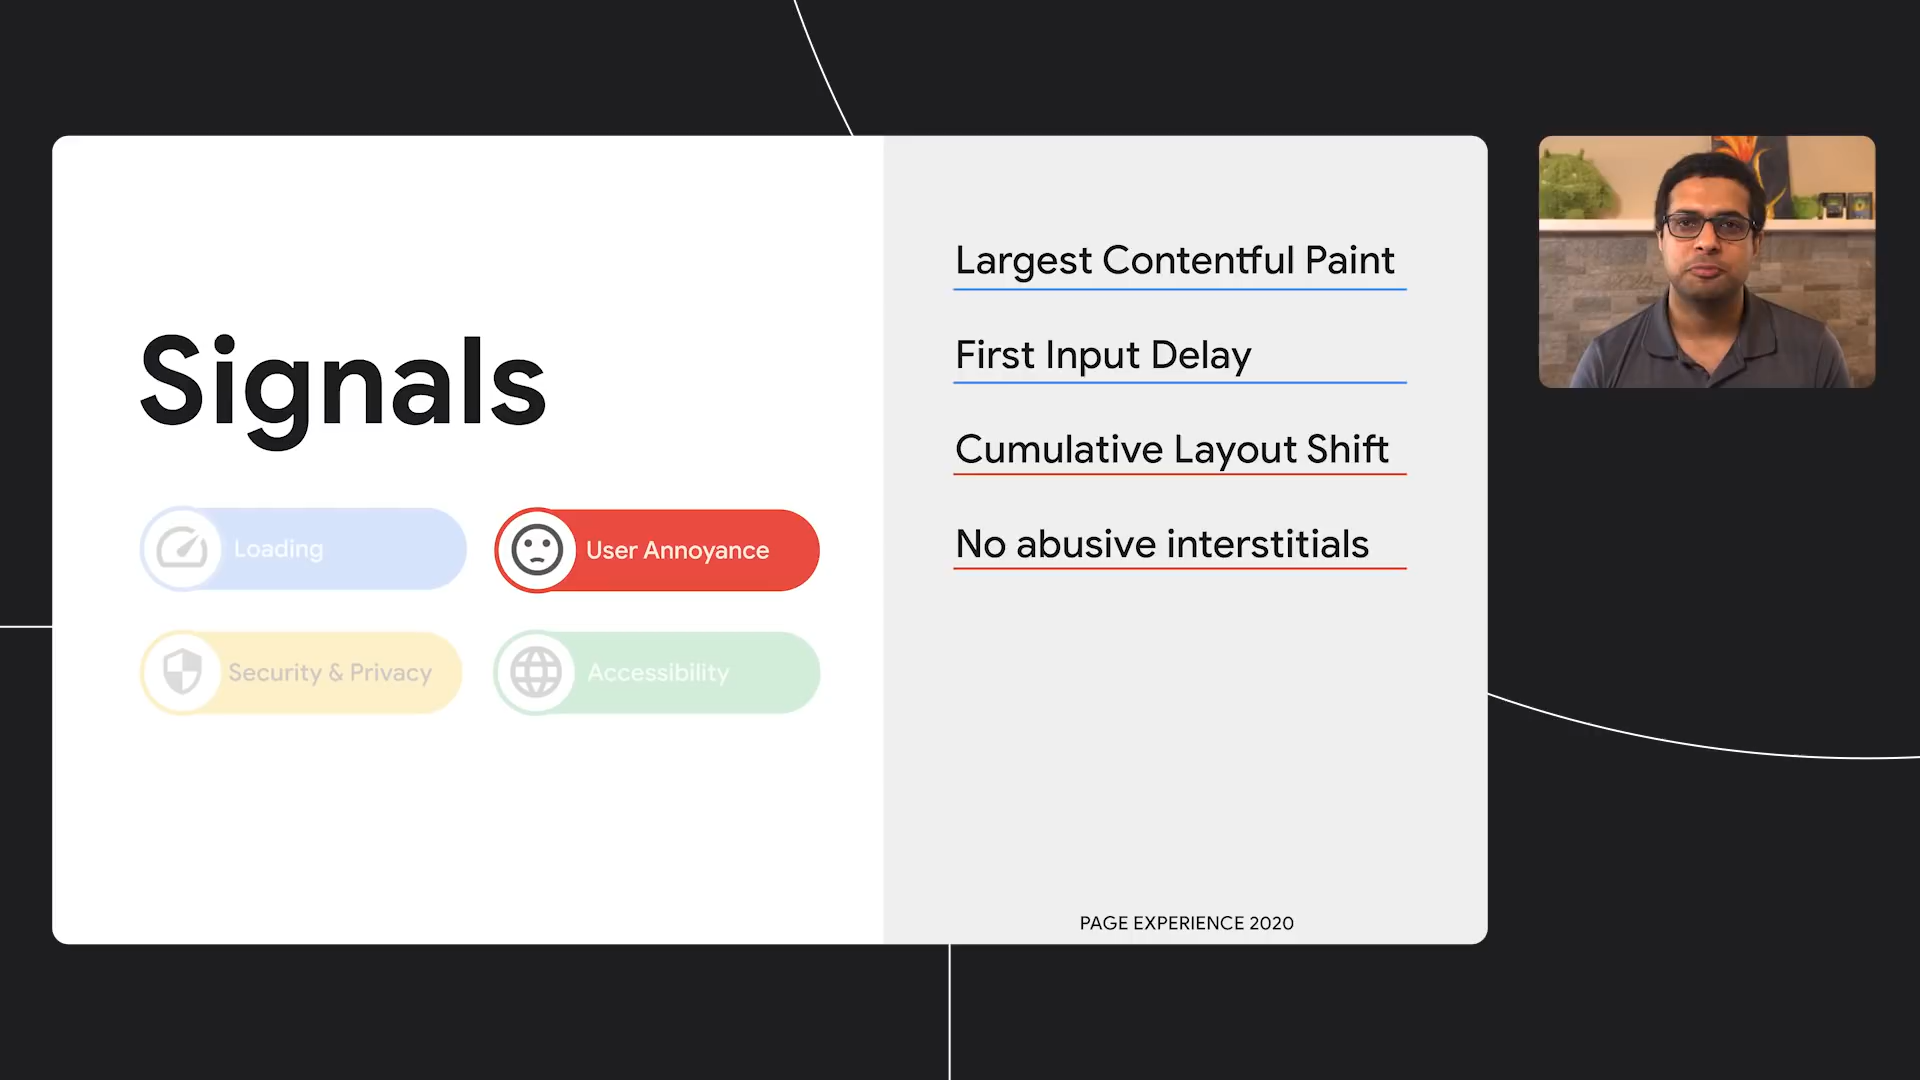 Signals
Loading
User Annoyance
Security & Privacy
Accessibility
Largest Contentful Paint
First Input Delay
Cumulative Layout Shift
No abusive interstitials
PAGE EXPERIENCE 2020